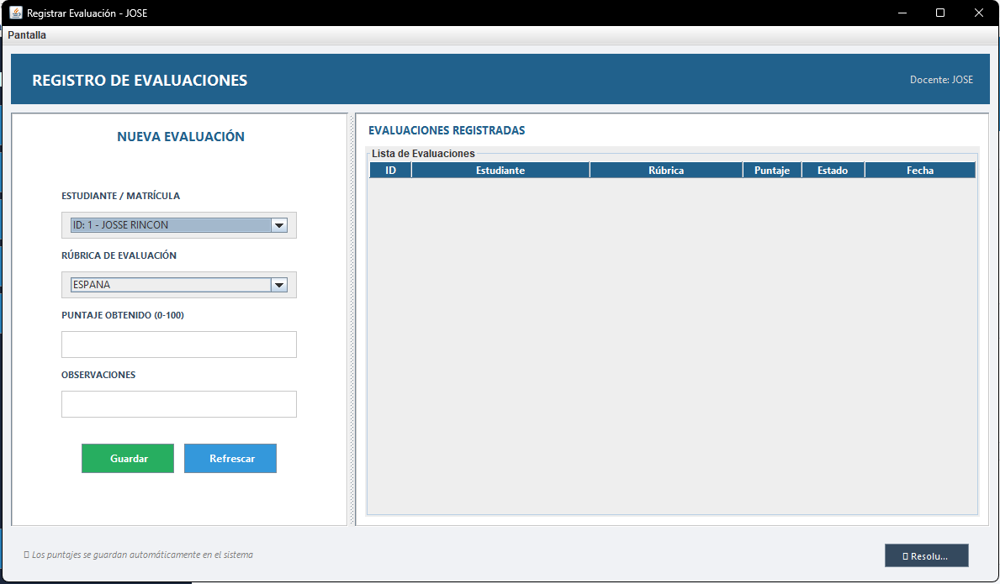 Registrar Evaluación - JOSE
Pantalla
REGISTRO DE EVALUACIONES
Docente: JOSE
NUEVA EVALUACIÓN
ESTUDIANTE / MATRÍCULA
ID: 1 - JOSSE RINCON
RÚBRICA DE EVALUACIÓN
ESPANA
PUNTAJE OBTENIDO (0-100)
OBSERVACIONES
Guardar Refrescar
EVALUACIONES REGISTRADAS
Lista de Evaluaciones
ID Estudiante Rúbrica Puntaje Estado Fecha
Los puntajes se guardan automáticamente en el sistema
Resolu...